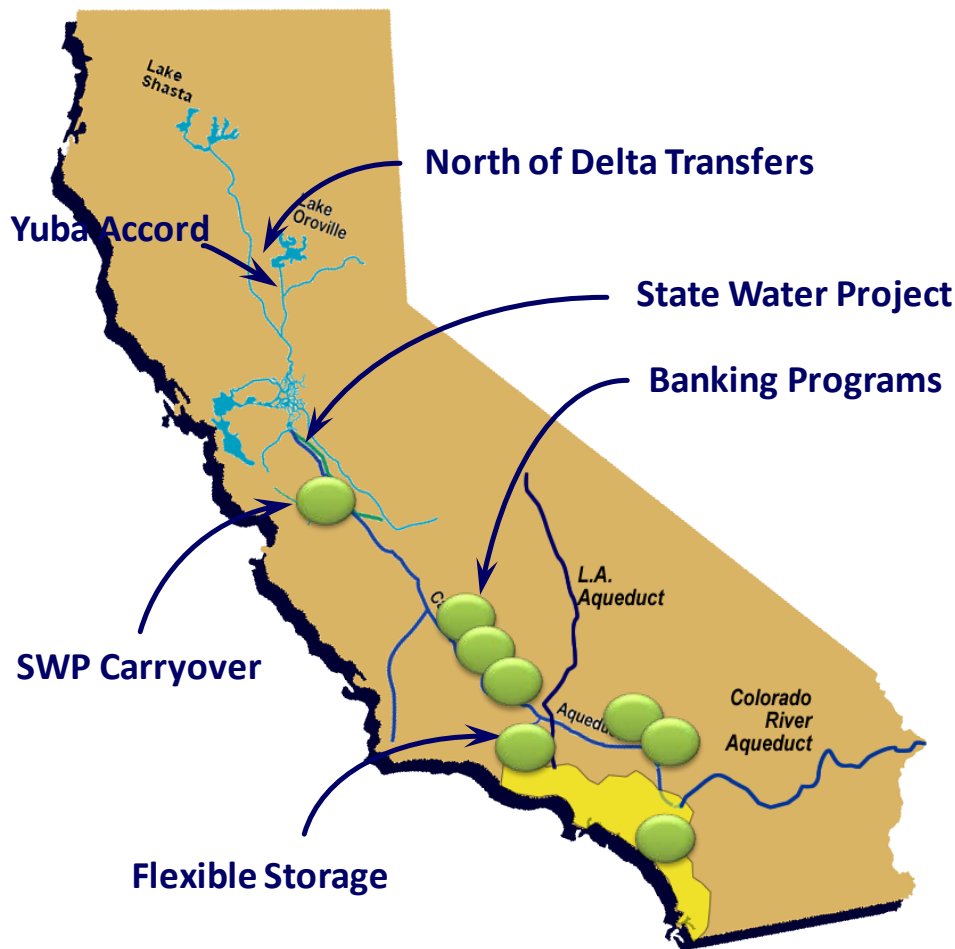 Lake
Shasta
North of Delta Transfers
Lake
Oroville
Yuba Accord
State Water Project
Banking Programs
L.A.
Aqueduct
SWP Carryover
Colorado
River
Aqueduct
Flexible Storage